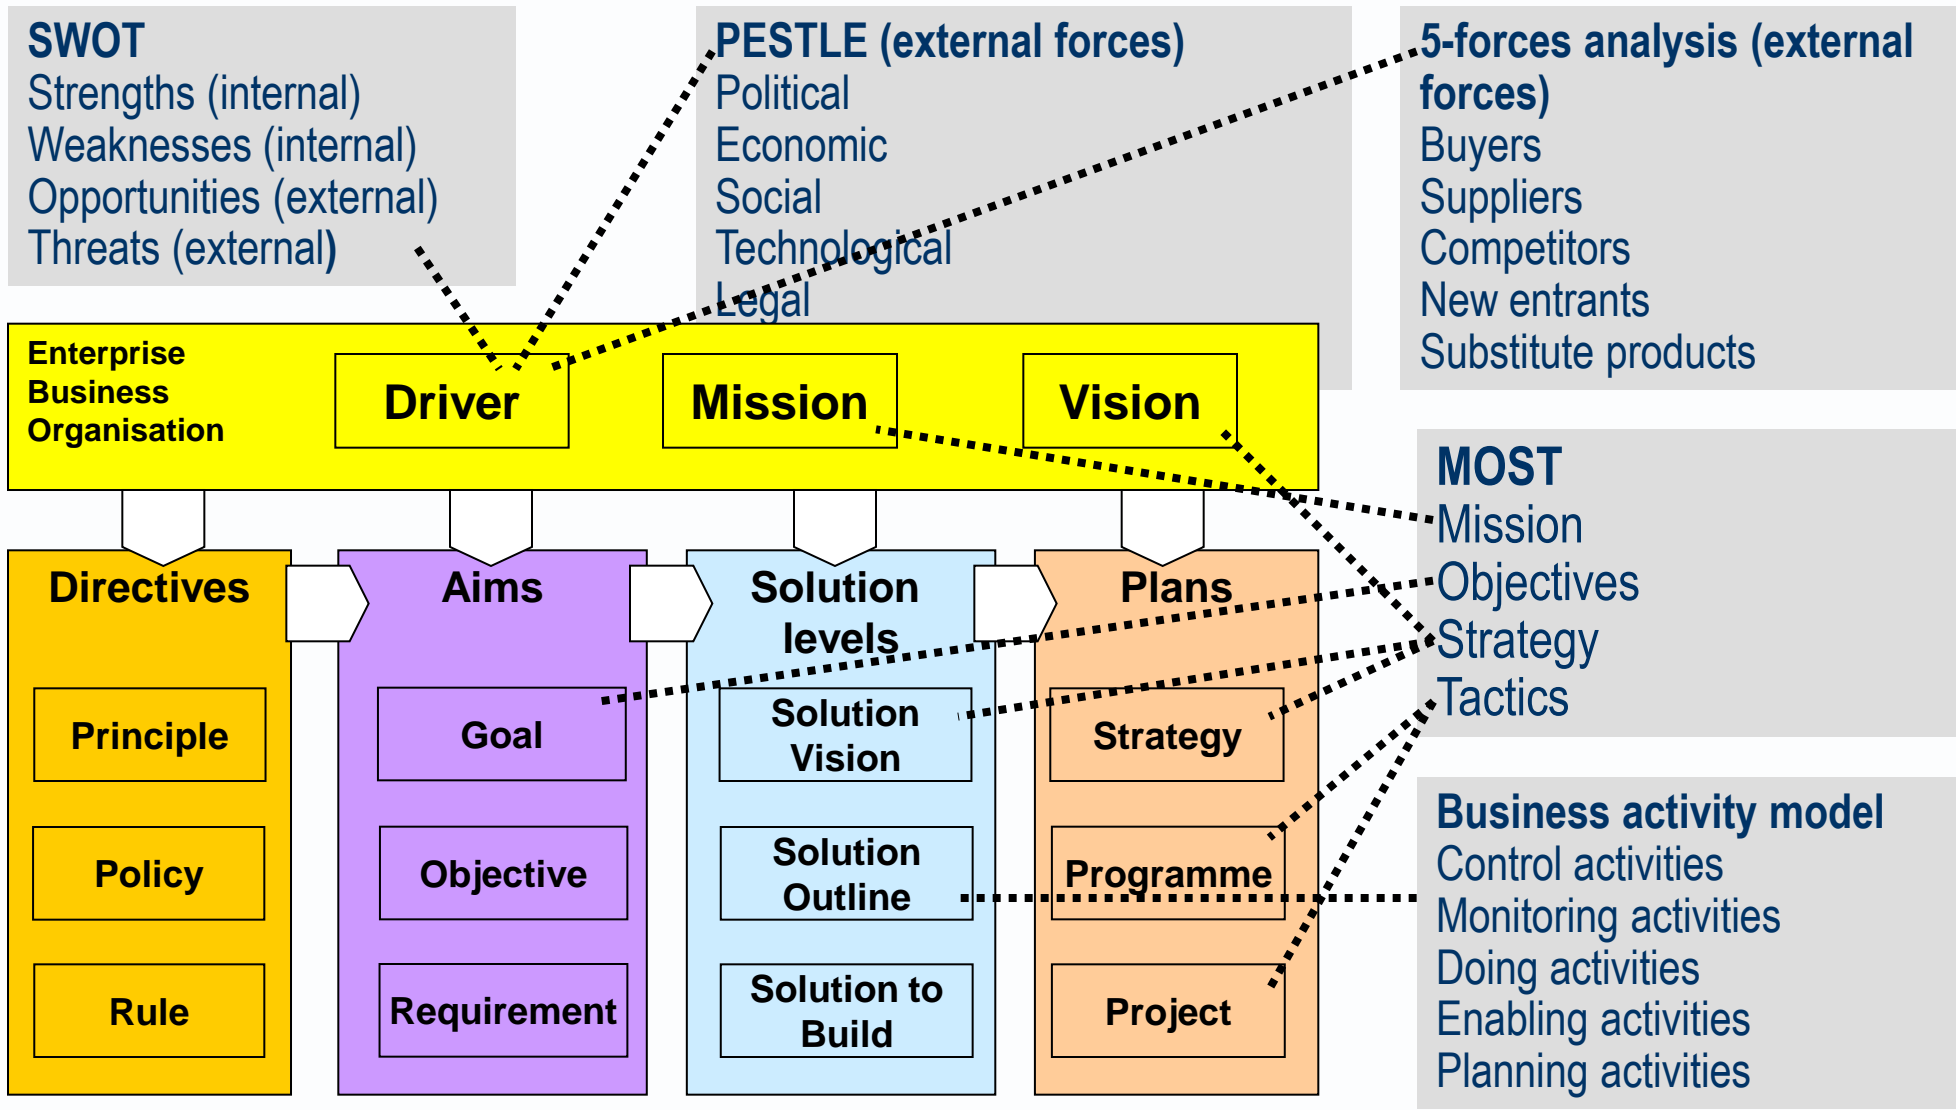 SWOT
Strengths (internal)
Weaknesses (internal)
Opportunities (external)
Threats (external)
PESTLE (external forces)
Political
Economic
Social
Technological
Legal
5-forces analysis (external
forces)
Buyers
Suppliers
Competitors
New entrants
Substitute products
Enterprise
Business
Organisation
Driver
Mission
Vision
MOST
Mission
Objectives
Strategy
Tactics
Directives
Principle
Policy
Rule
Aims
Goal
Objective
Requirement
Solution
levels
Solution
Vision
Solution
Outline
Solution to
Build
Plans
Strategy
Programme
Project
Business activity model
Control activities
Monitoring activities
Doing activities
Enabling activities
Planning activities